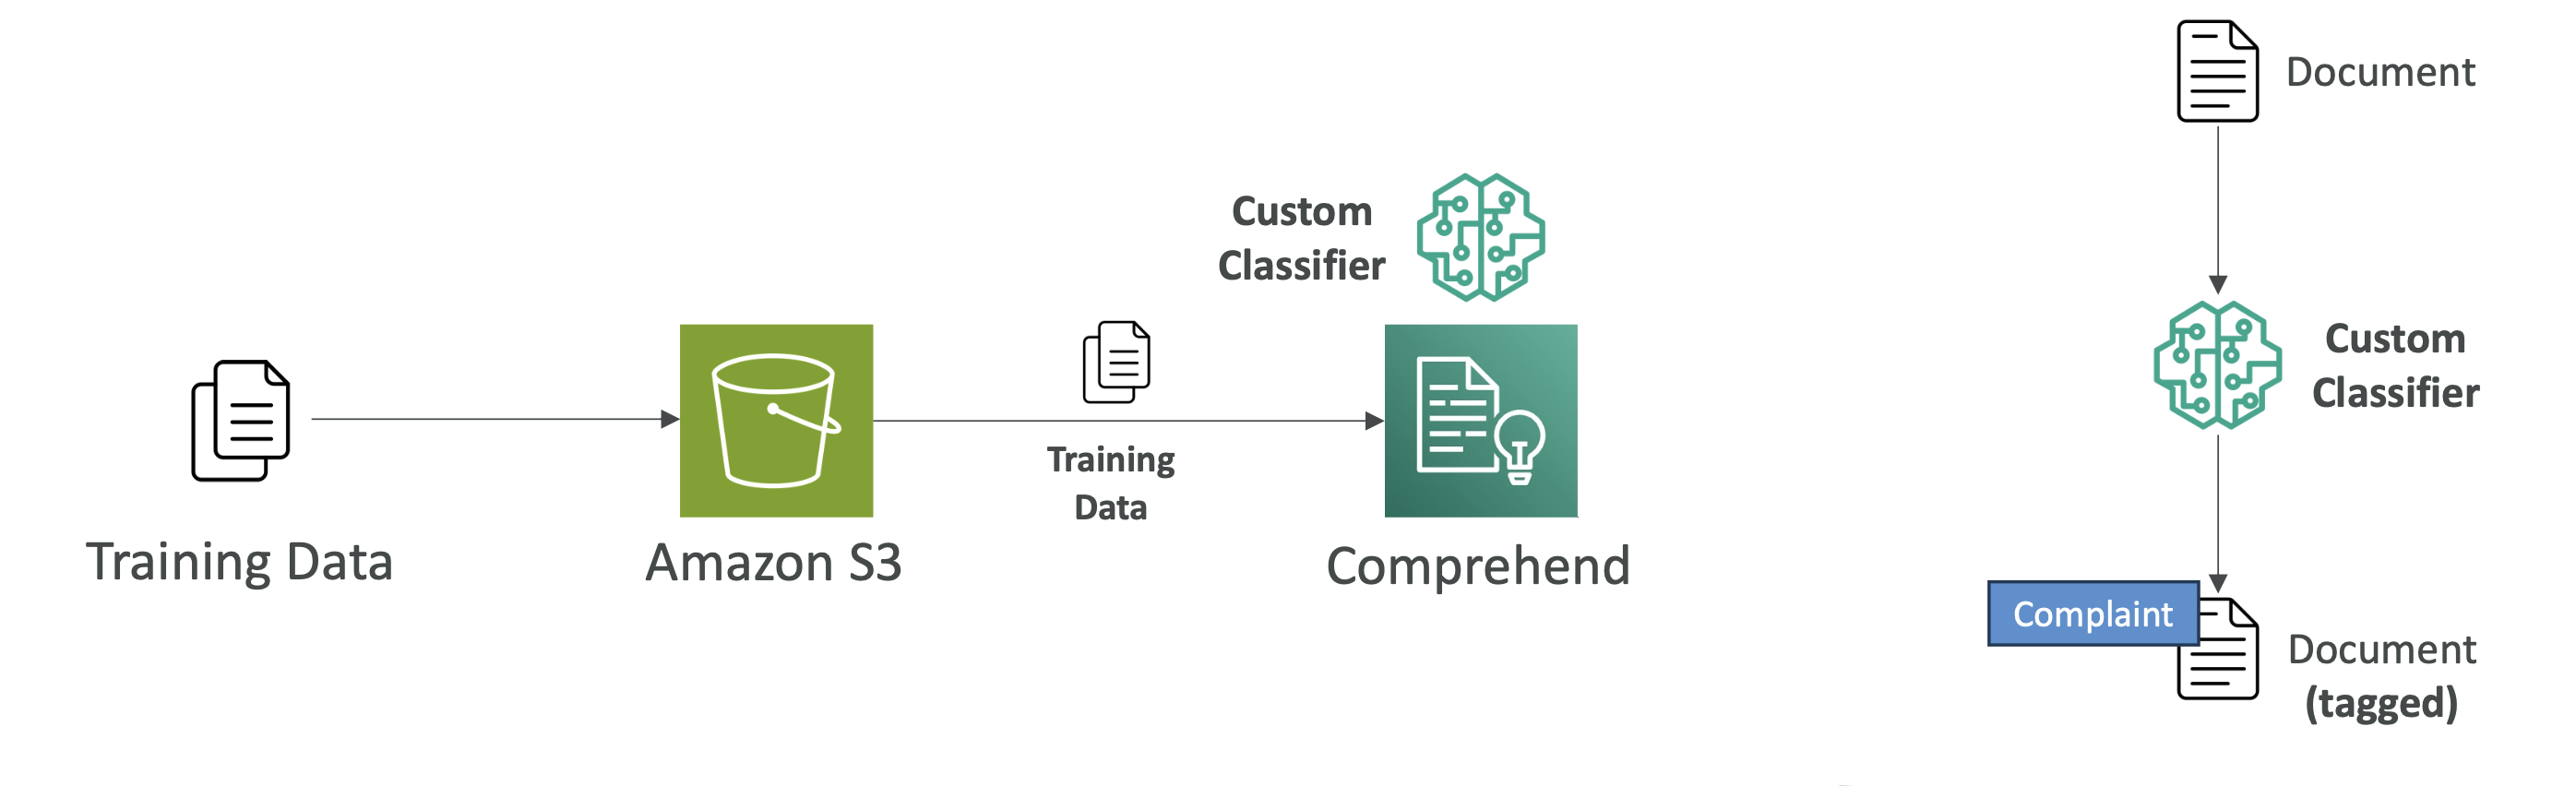 Training Data
Amazon S3
Training
Data
Custom
Classifier
Comprehend
Document
Custom
Classifier
Complaint
Document
(tagged)